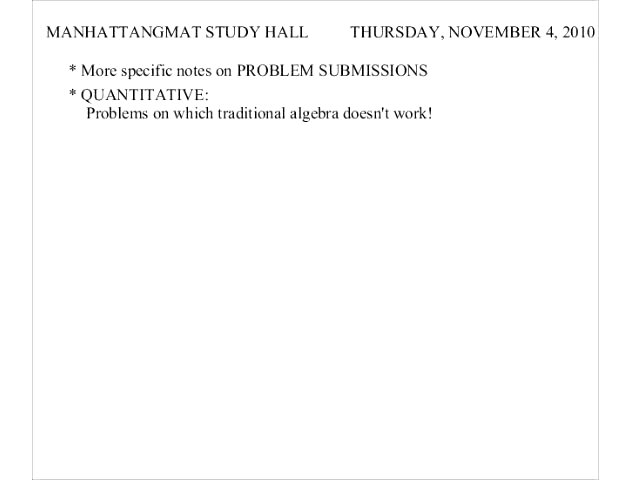 MANHATTANGMAT STUDY HALL THURSDAY, NOVEMBER 4, 2010
* More specific notes on PROBLEM SUBMISSIONS
* QUANTITATIVE:
Problems on which traditional algebra doesn't work!